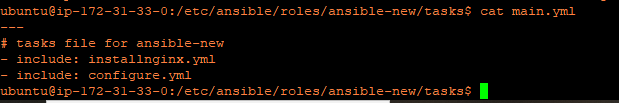 ubuntu@ip-172-31-33-0:/etc/ansible/roles/ansible-new/tasks$ cat main.yml
---
# tasks file for ansible-new
- include: installnginx.yml
- include: configure.yml
ubuntu@ip-172-31-33-0:/etc/ansible/roles/ansible-new/tasks$